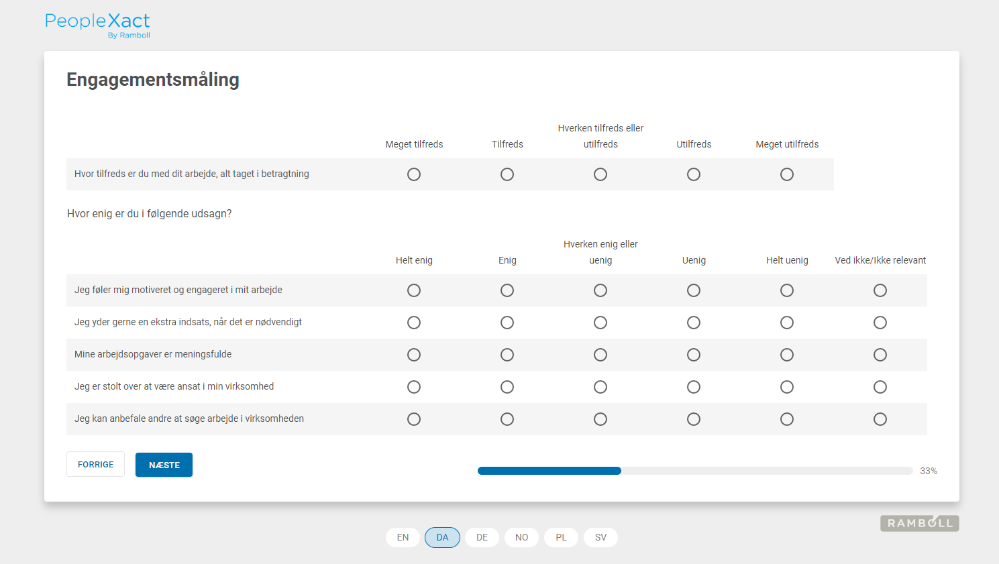 PeopleXact
By Ramboll
Engagementsmåling
Meget tilfreds Tilfreds Hverken tilfreds eller utilfreds Utilfreds Meget utilfreds
Hvor tilfreds er du med dit arbejde, alt taget i betragtning
Hvor enig er du i følgende udsagn?
Helt enig Enig Hverken enig eller uenig Uenig Helt uenig Ved ikke/Ikke relevant
Jeg føler mig motiveret og engageret i mit arbejde
Jeg yder gerne en ekstra indsats, når det er nødvendigt
Mine arbejdsopgaver er meningsfulde
Jeg er stolt over at være ansat i min virksomhed
Jeg kan anbefale andre at søge arbejde i virksomheden
FORRIGE NÆSTE 33%
RAMBOLL
EN DA DE NO PL SV